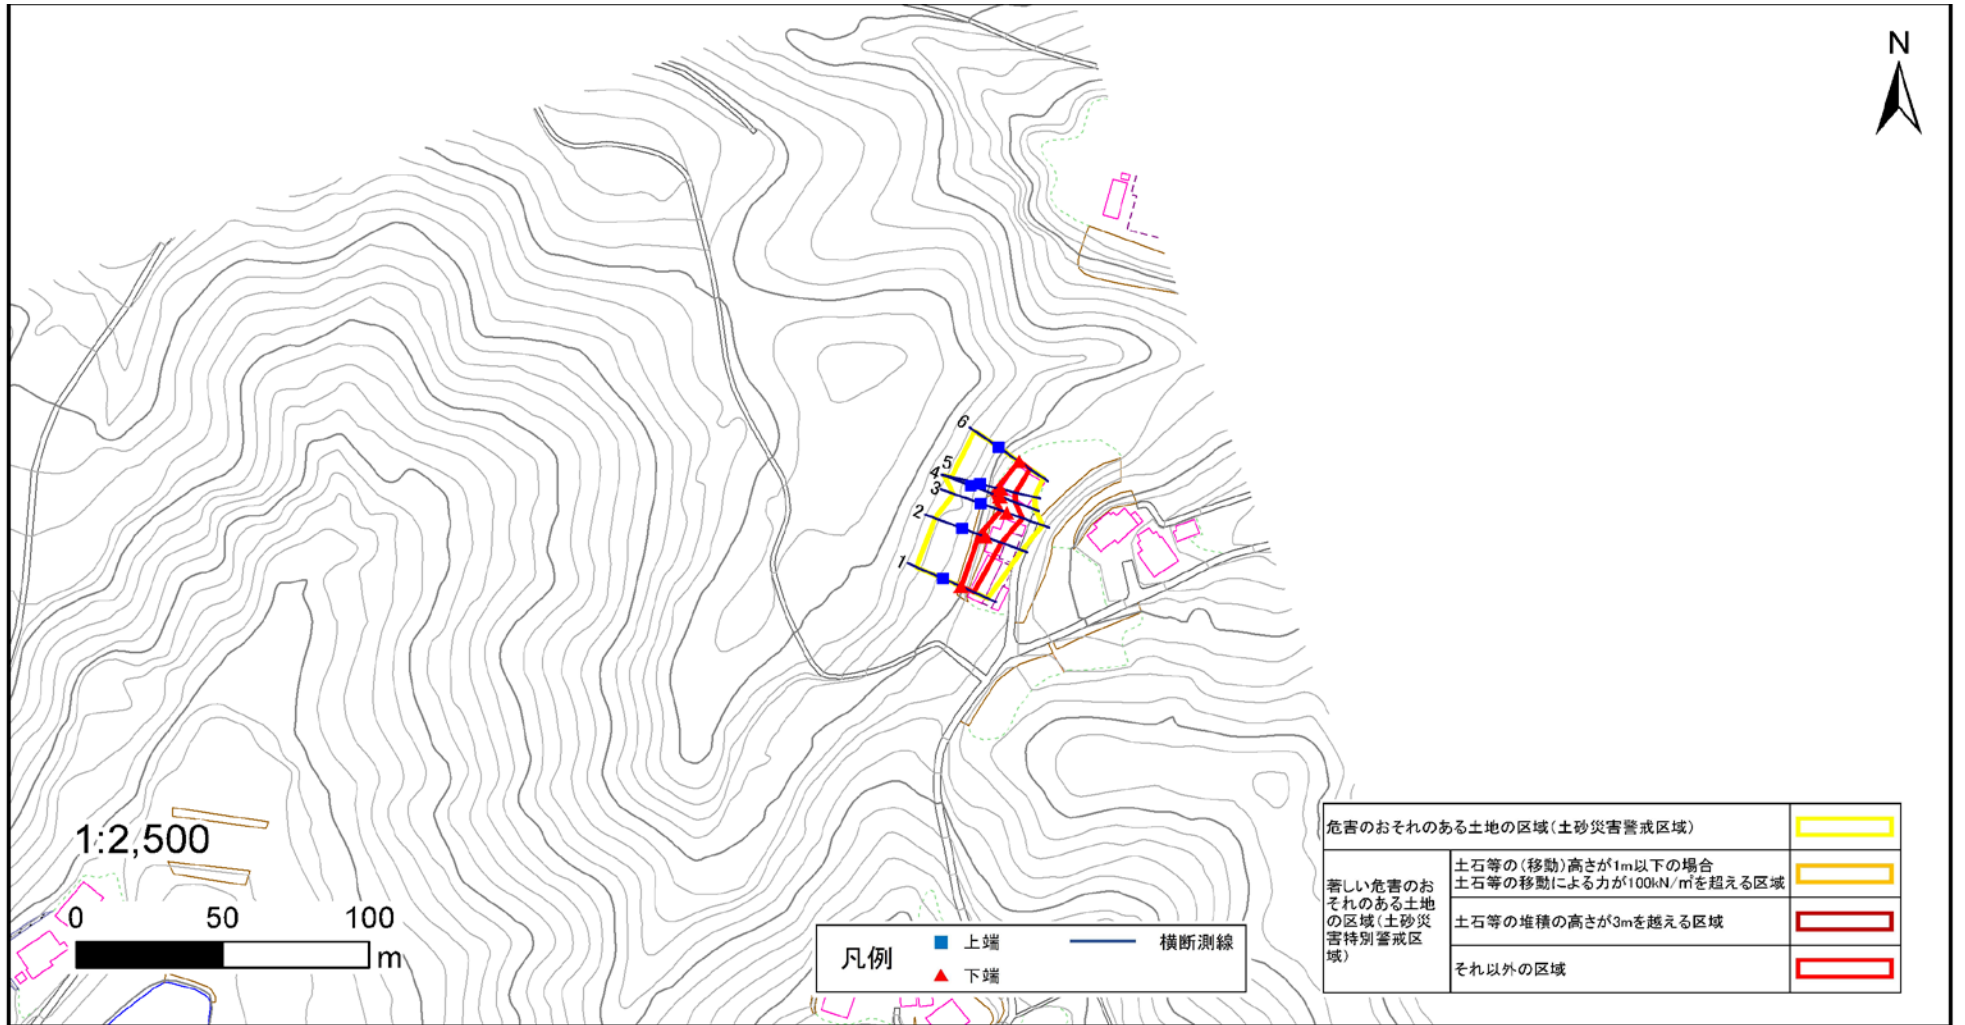 N
6
5
4
3
2
1
1:2,500
0 50 100
m
凡例
上端
横断測線
下端
危害のおそれのある土地の区域(土砂災害警戒区域)
著しい危害のお
それのある土地
の区域(土砂災
害特別警戒区
域)
土石等の(移動)高さが1m以下の場合
土石等の移動による力が100kN/㎡を超える区域
土石等の堆積の高さが3mを越える区域
それ以外の区域